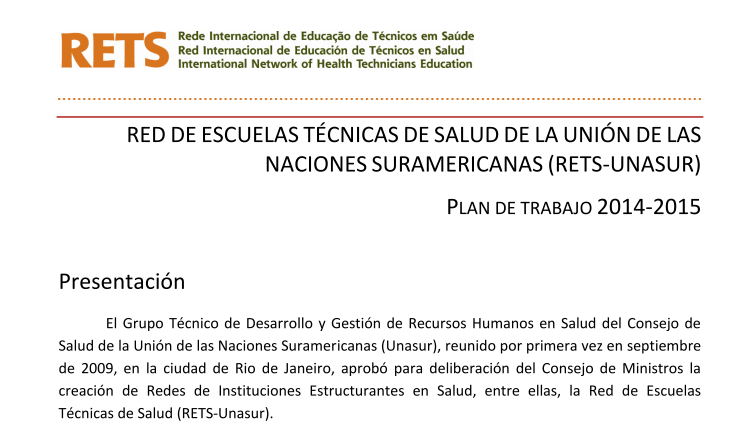 RETS
Rede Internacional de Educação de Técnicos em Saúde
Red Internacional de Educación de Técnicos en Salud
International Network of Health Technicians Education
RED DE ESCUELAS TÉCNICAS DE SALUD DE LA UNIÓN DE LAS
NACIONES SURAMERICANAS (RETS-UNASUR)
PLAN DE TRABAJO 2014-2015
Presentación
El Grupo Técnico de Desarrollo y Gestión de Recursos Humanos en Salud del Consejo de
Salud de la Unión de las Naciones Suramericanas (Unasur), reunido por primera vez en septiembre
de 2009, en la ciudad de Rio de Janeiro, aprobó para deliberación del Consejo de Ministros la
creación de Redes de Instituciones Estructurantes en Salud, entre ellas, la Red de Escuelas
Técnicas de Salud (RETS-Unasur).